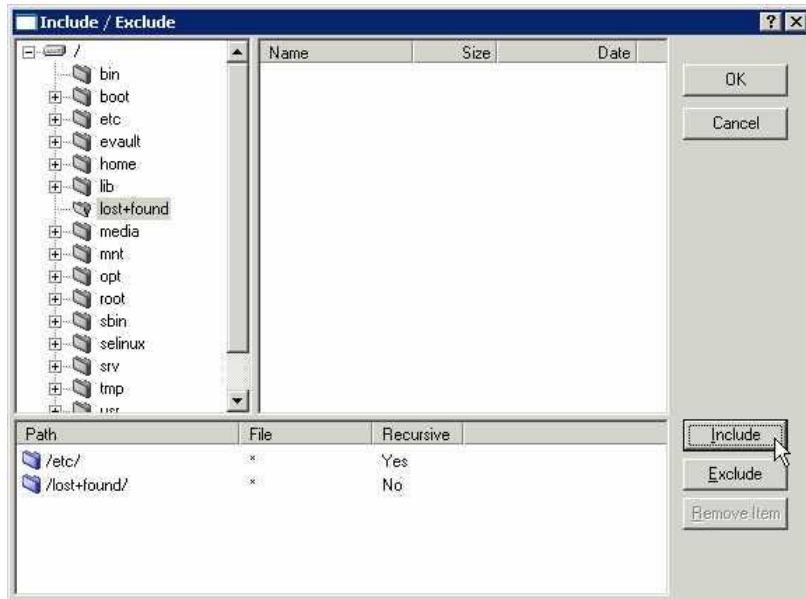 Include / Exclude
/
bin
boot
etc
evault
home
lib
lost+found
media
mnt
opt
root
sbin
selinux
srv
tmp
usr
Name Size Date
OK
Cancel
Path File Recursive
/etc/ * Yes
/lost+found/ * No
Include
Exclude
Remove Item